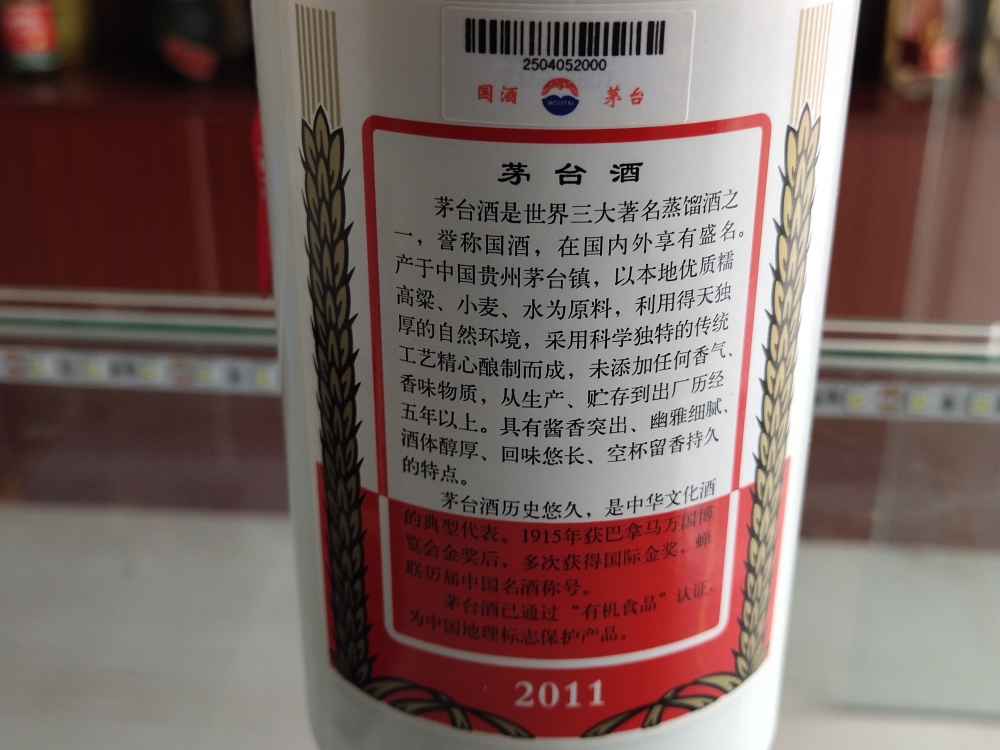 2504052000
国酒 MOUTAI 茅台
茅台酒
茅台酒是世界三大著名蒸馏酒之
一，誉称国酒，在国内外享有盛名。
产于中国贵州茅台镇，以本地优质糯
高粱、小麦、水为原料，利用得天独
厚的自然环境，采用科学独特的传统
工艺精心酿制而成，未添加任何香气、
香味物质，从生产、贮存到出厂历经
五年以上。具有酱香突出、幽雅细腻、
酒体醇厚、回味悠长、空杯留香持久
的特点。
茅台酒历史悠久，是中华文化酒
的典型代表。1915年获巴拿马万国博
览会金奖后，多次获得国际金奖，蝉
联历届中国名酒称号。
茅台酒已通过“有机食品”认证，
为中国地理标志保护产品。
2011